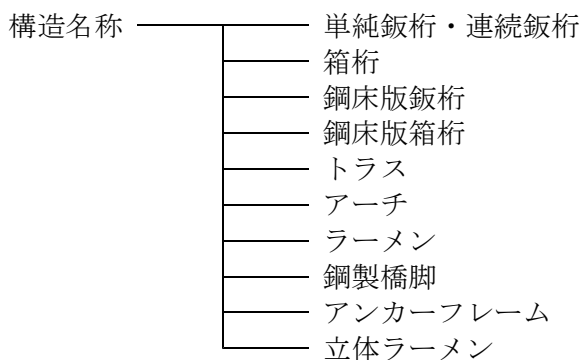 構造名称
単純鈑桁・連続鈑桁
箱桁
鋼床版鈑桁
鋼床版箱桁
トラス
アーチ
ラーメン
鋼製橋脚
アンカーフレーム
立体ラーメン